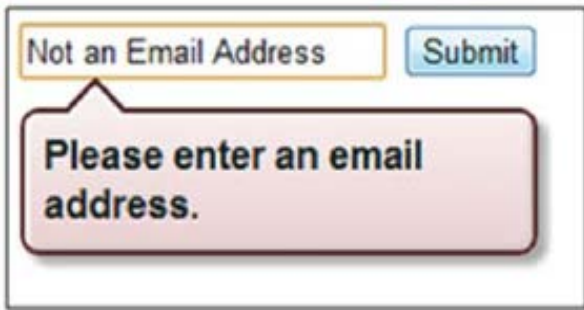 Not an Email Address Submit
Please enter an email
address.